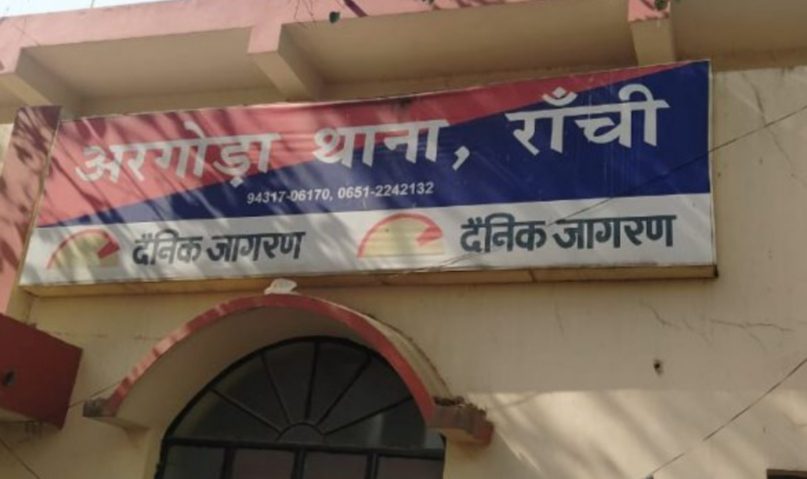 अरगोड़ा थाना, राँची
94317-06170, 0651-2242132
दैनिक जागरण दैनिक जागरण